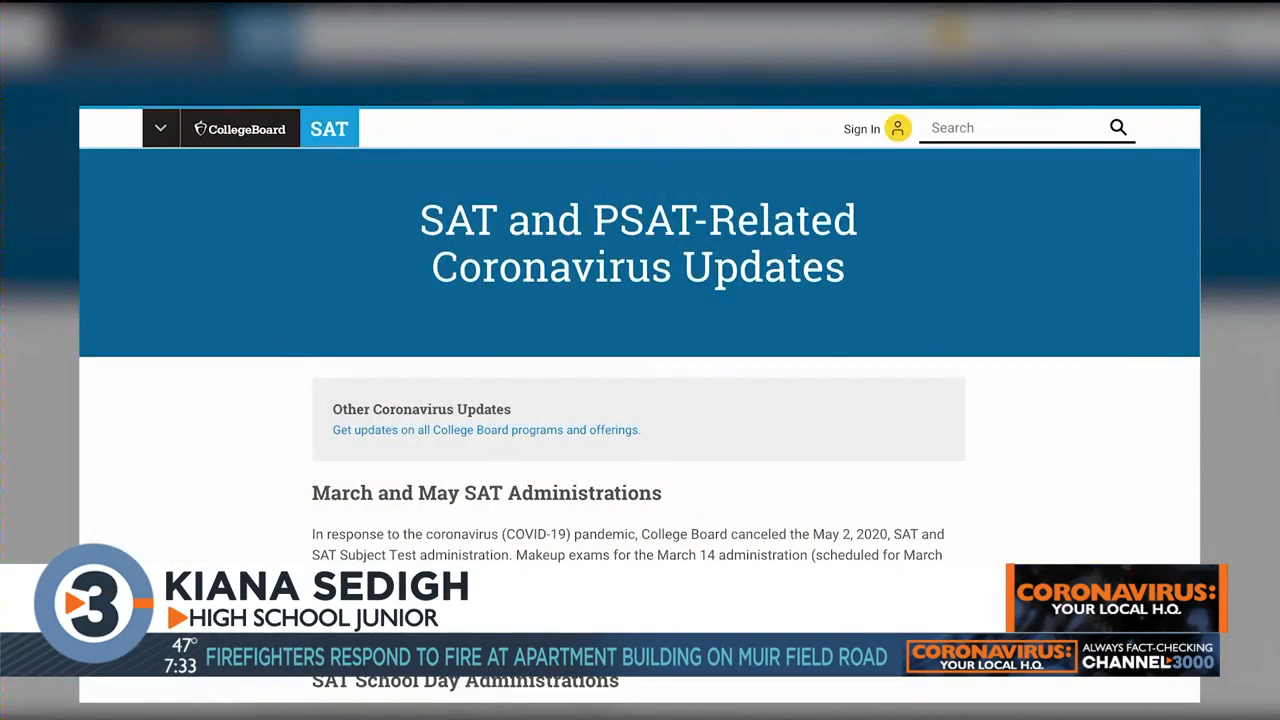 CollegeBoard SAT
Sign In
Search
SAT and PSAT-Related
Coronavirus Updates
Other Coronavirus Updates
Get updates on all College Board programs and offerings.
March and May SAT Administrations
In response to the coronavirus (COVID-19) pandemic, College Board canceled the May 2, 2020, SAT and
SAT Subject Test administration. Makeup exams for the March 14 administration (scheduled for March
3
KIANA SEDIGH
HIGH SCHOOL JUNIOR
CORONAVIRUS:
YOUR LOCAL H.Q.
47°
7:33
FIREFIGHTERS RESPOND TO FIRE AT APARTMENT BUILDING ON MUIR FIELD ROAD
CORONAVIRUS:
YOUR LOCAL H.Q.
ALWAYS FACT-CHECKING
CHANNEL3000
SAT School Day Administrations